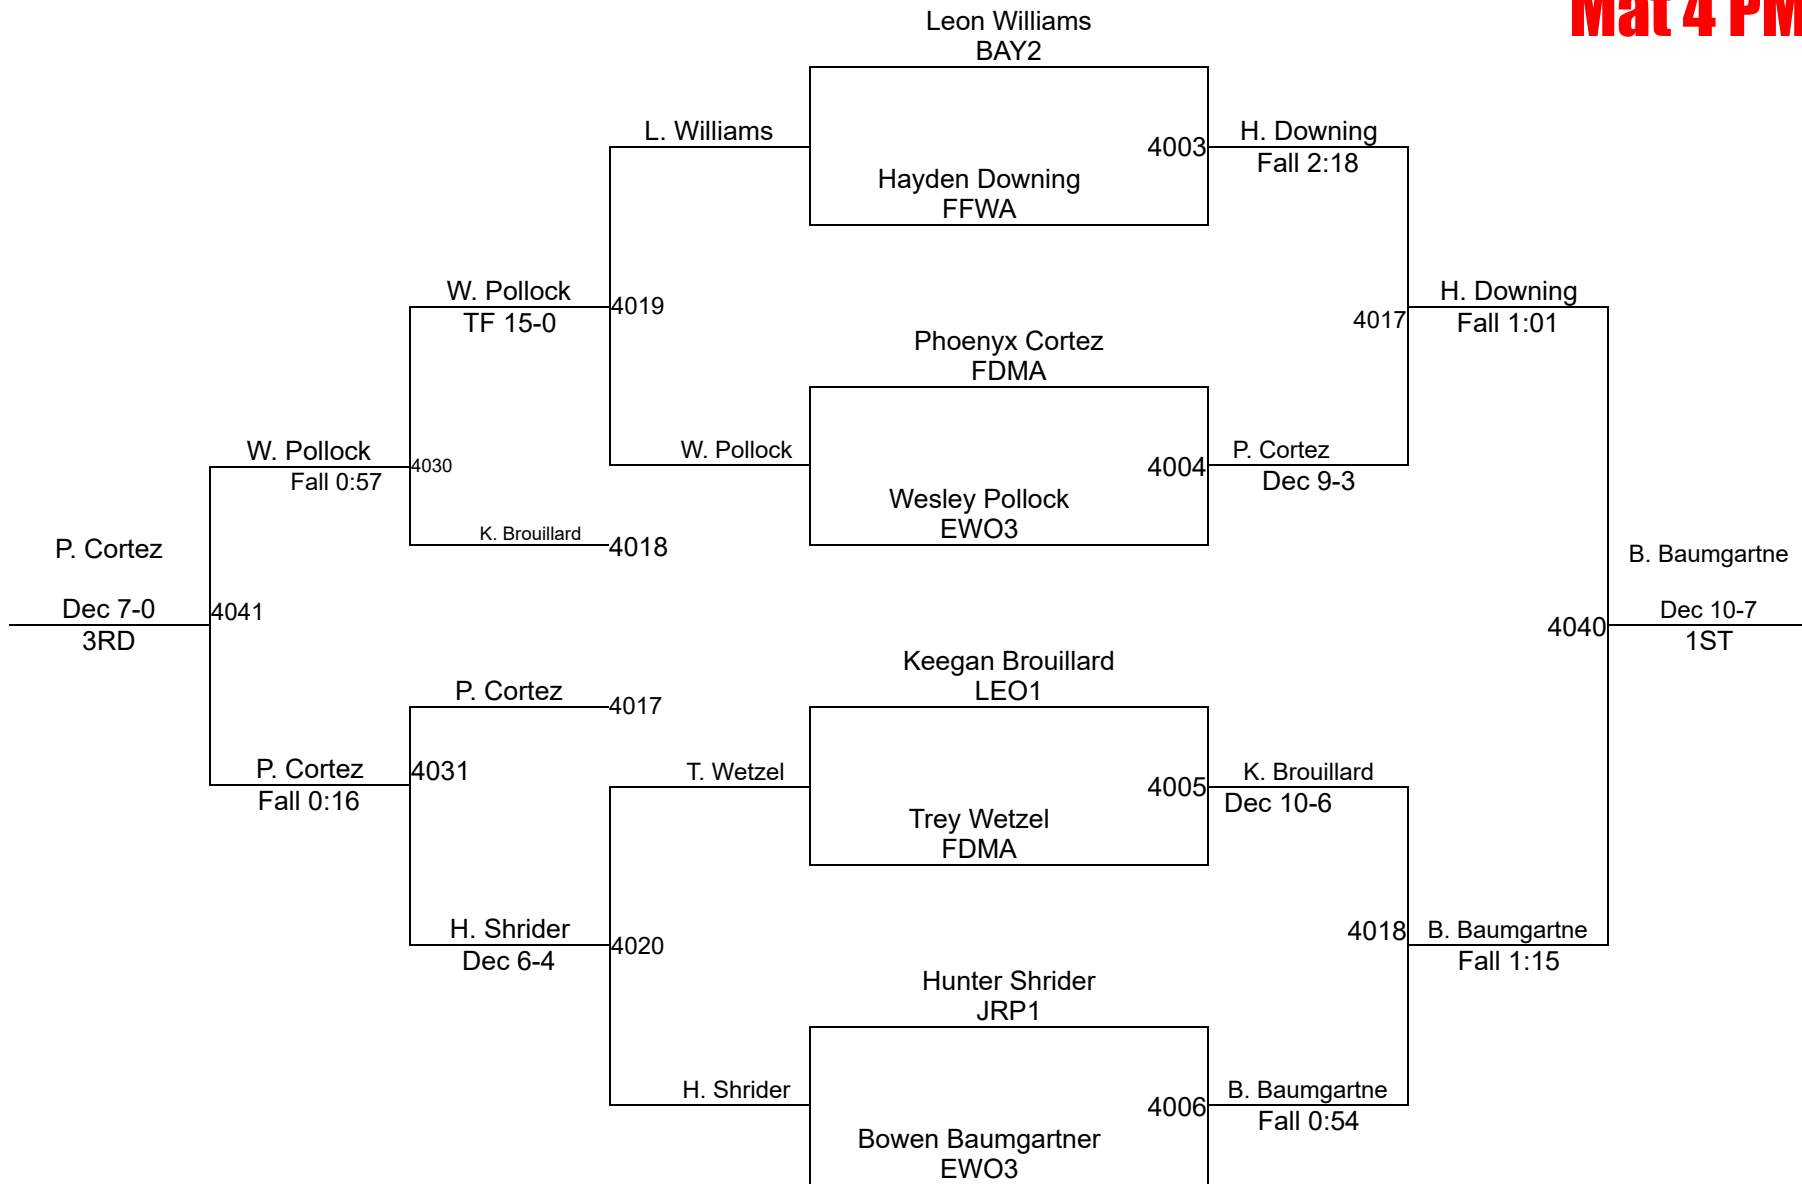 Mat 4 PM
Leon Williams
BAY2
L. Williams
4003
H. Downing
Fall 2:18
Hayden Downing
FFWA
W. Pollock
TF 15-0
4019
4017
H. Downing
Fall 1:01
Phoenyx Cortez
FDMA
W. Pollock
Fall 0:57
4030
W. Pollock
4004
P. Cortez
Dec 9-3
Wesley Pollock
EWO3
K. Brouillard
4018
P. Cortez
Dec 7-0
3RD
4041
B. Baumgartne
Dec 10-7
1ST
4040
Keegan Brouillard
LEO1
P. Cortez
4017
P. Cortez
Fall 0:16
4031
T. Wetzel
4005
K. Brouillard
Dec 10-6
Trey Wetzel
FDMA
H. Shrider
Dec 6-4
4020
4018
B. Baumgartne
Fall 1:15
Hunter Shrider
JRP1
H. Shrider
4006
B. Baumgartne
Fall 0:54
Bowen Baumgartner
EWO3